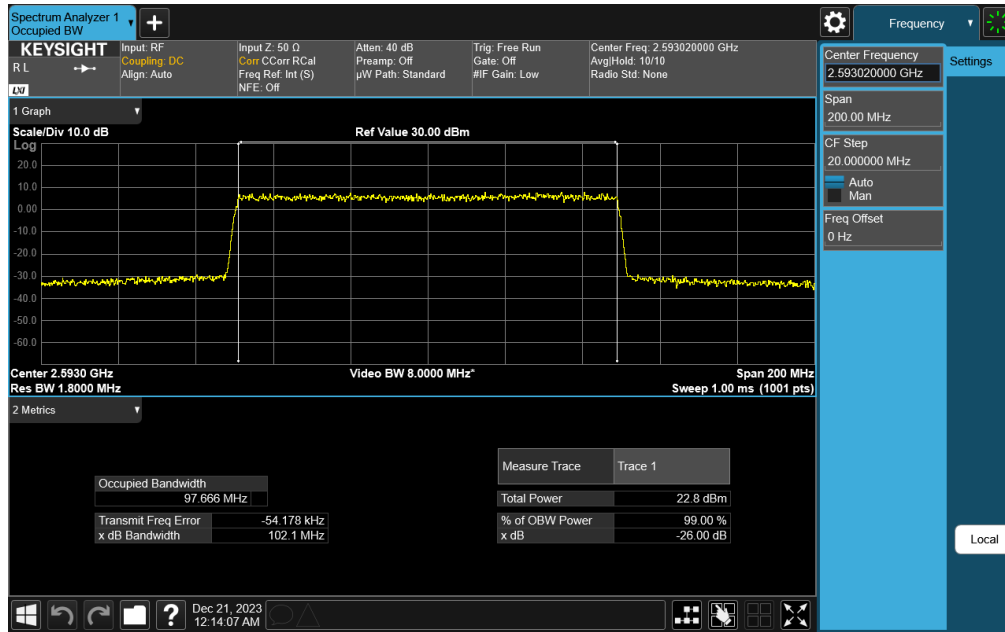 Spectrum Analyzer 1
Occupied BW
Frequency
KEYSIGHT
R L
LXI
Input: RF
Coupling: DC
Align: Auto
Input Z: 50 Ω
Corr CCorr RCal
Freq Ref: Int (S)
NFE: Off
Atten: 40 dB
Preamp: Off
µW Path: Standard
Trig: Free Run
Gate: Off
#IF Gain: Low
Center Freq: 2.593020000 GHz
Avg|Hold: 10/10
Radio Std: None
Center Frequency
2.593020000 GHz
Settings
Span
200.00 MHz
CF Step
20.000000 MHz
Auto
Man
Freq Offset
0 Hz
Local
1 Graph
Scale/Div 10.0 dB
Ref Value 30.00 dBm
Log
20.0
10.0
0.00
-10.0
-20.0
-30.0
-40.0
-50.0
-60.0
Center 2.5930 GHz
Video BW 8.0000 MHz*
Span 200 MHz
Res BW 1.8000 MHz
Sweep 1.00 ms (1001 pts)
2 Metrics
Measure Trace Trace 1
Occupied Bandwidth
97.666 MHz
Total Power 22.8 dBm
Transmit Freq Error -54.178 kHz
% of OBW Power 99.00 %
x dB Bandwidth 102.1 MHz
x dB -26.00 dB
?
Dec 21, 2023
12:14:07 AM